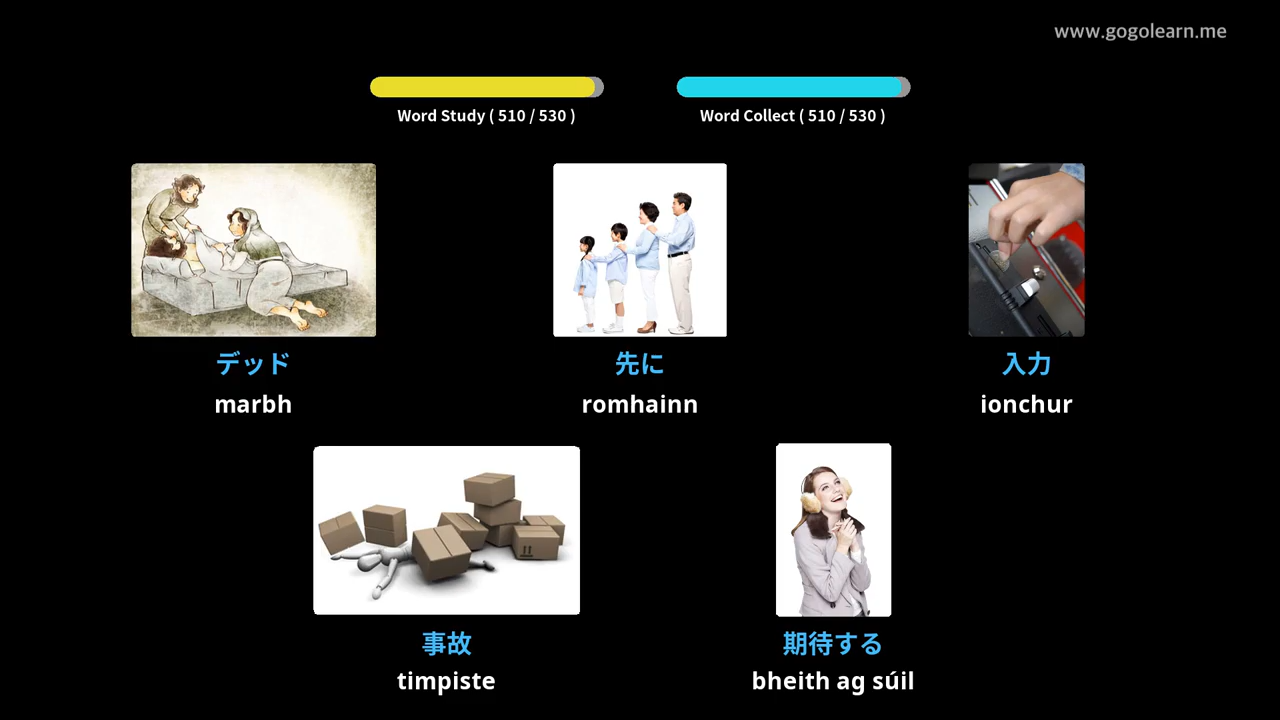 www.gogolearn.me
Word Study ( 510 / 530 )
Word Collect ( 510 / 530 )
デッド
marbh
先に
romhainn
入力
ionchur
事故
timpiste
期待する
bheith ag súil